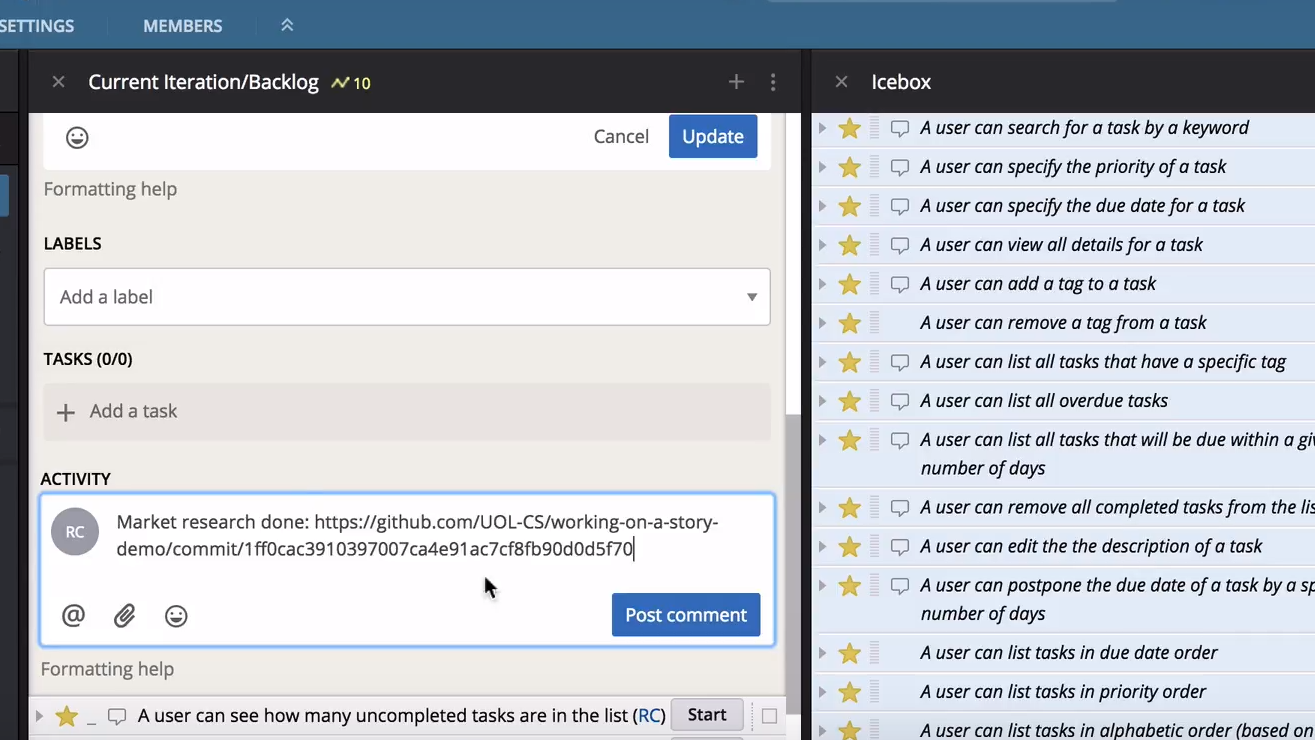 SETTINGS
MEMBERS
Current Iteration/Backlog
10
Cancel
Update
Formatting help
LABELS
Add a label
TASKS (0/0)
Add a task
ACTIVITY
RC
Market research done: https://github.com/UOL-CS/working-on-a-story-
demo/commit/1ff0cac3910397007ca4e91ac7cf8fb90d0d5f70
@
Post comment
Formatting help
A user can see how many uncompleted tasks are in the list (RC)
Start
Icebox
A user can search for a task by a keyword
A user can specify the priority of a task
A user can specify the due date for a task
A user can view all details for a task
A user can add a tag to a task
A user can remove a tag from a task
A user can list all tasks that have a specific tag
A user can list all overdue tasks
A user can list all tasks that will be due within a gi
number of days
A user can remove all completed tasks from the lis
A user can edit the the description of a task
A user can postpone the due date of a task by a sp
number of days
A user can list tasks in due date order
A user can list tasks in priority order
A user can list tasks in alphabetic order (based on